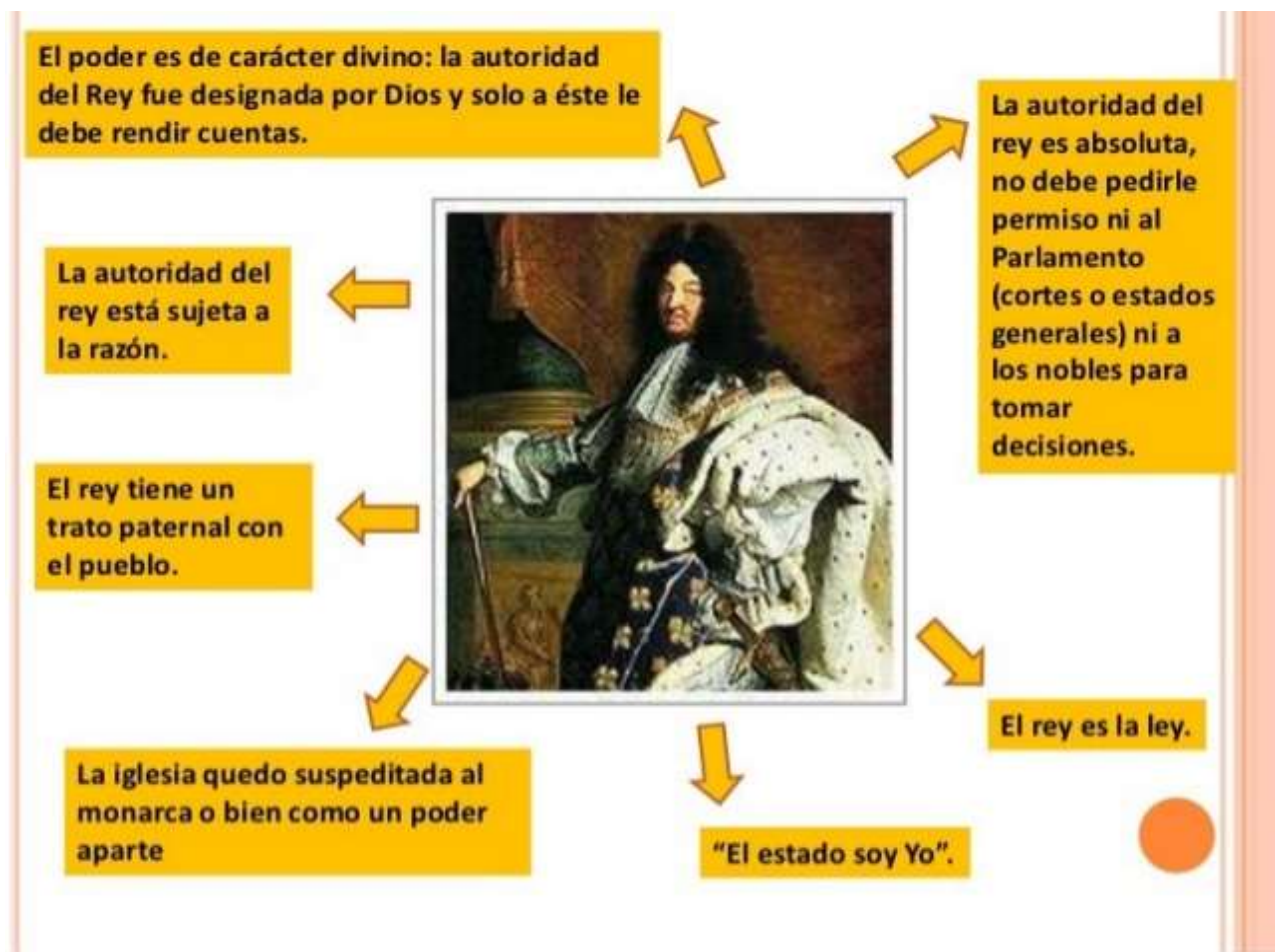 El poder es de carácter divino: la autoridad
del Rey fue designada por Dios y solo a éste le
debe rendir cuentas.
La autoridad del
rey es absoluta,
no debe pedirle
permiso ni al
Parlamento
(cortes o estados
generales) ni a
los nobles para
tomar
decisiones.
La autoridad del
rey está sujeta a
la razón.
El rey tiene un
trato paternal con
el pueblo.
La iglesia quedo suspeditada al
monarca o bien como un poder
aparte
“El estado soy Yo”.
El rey es la ley.